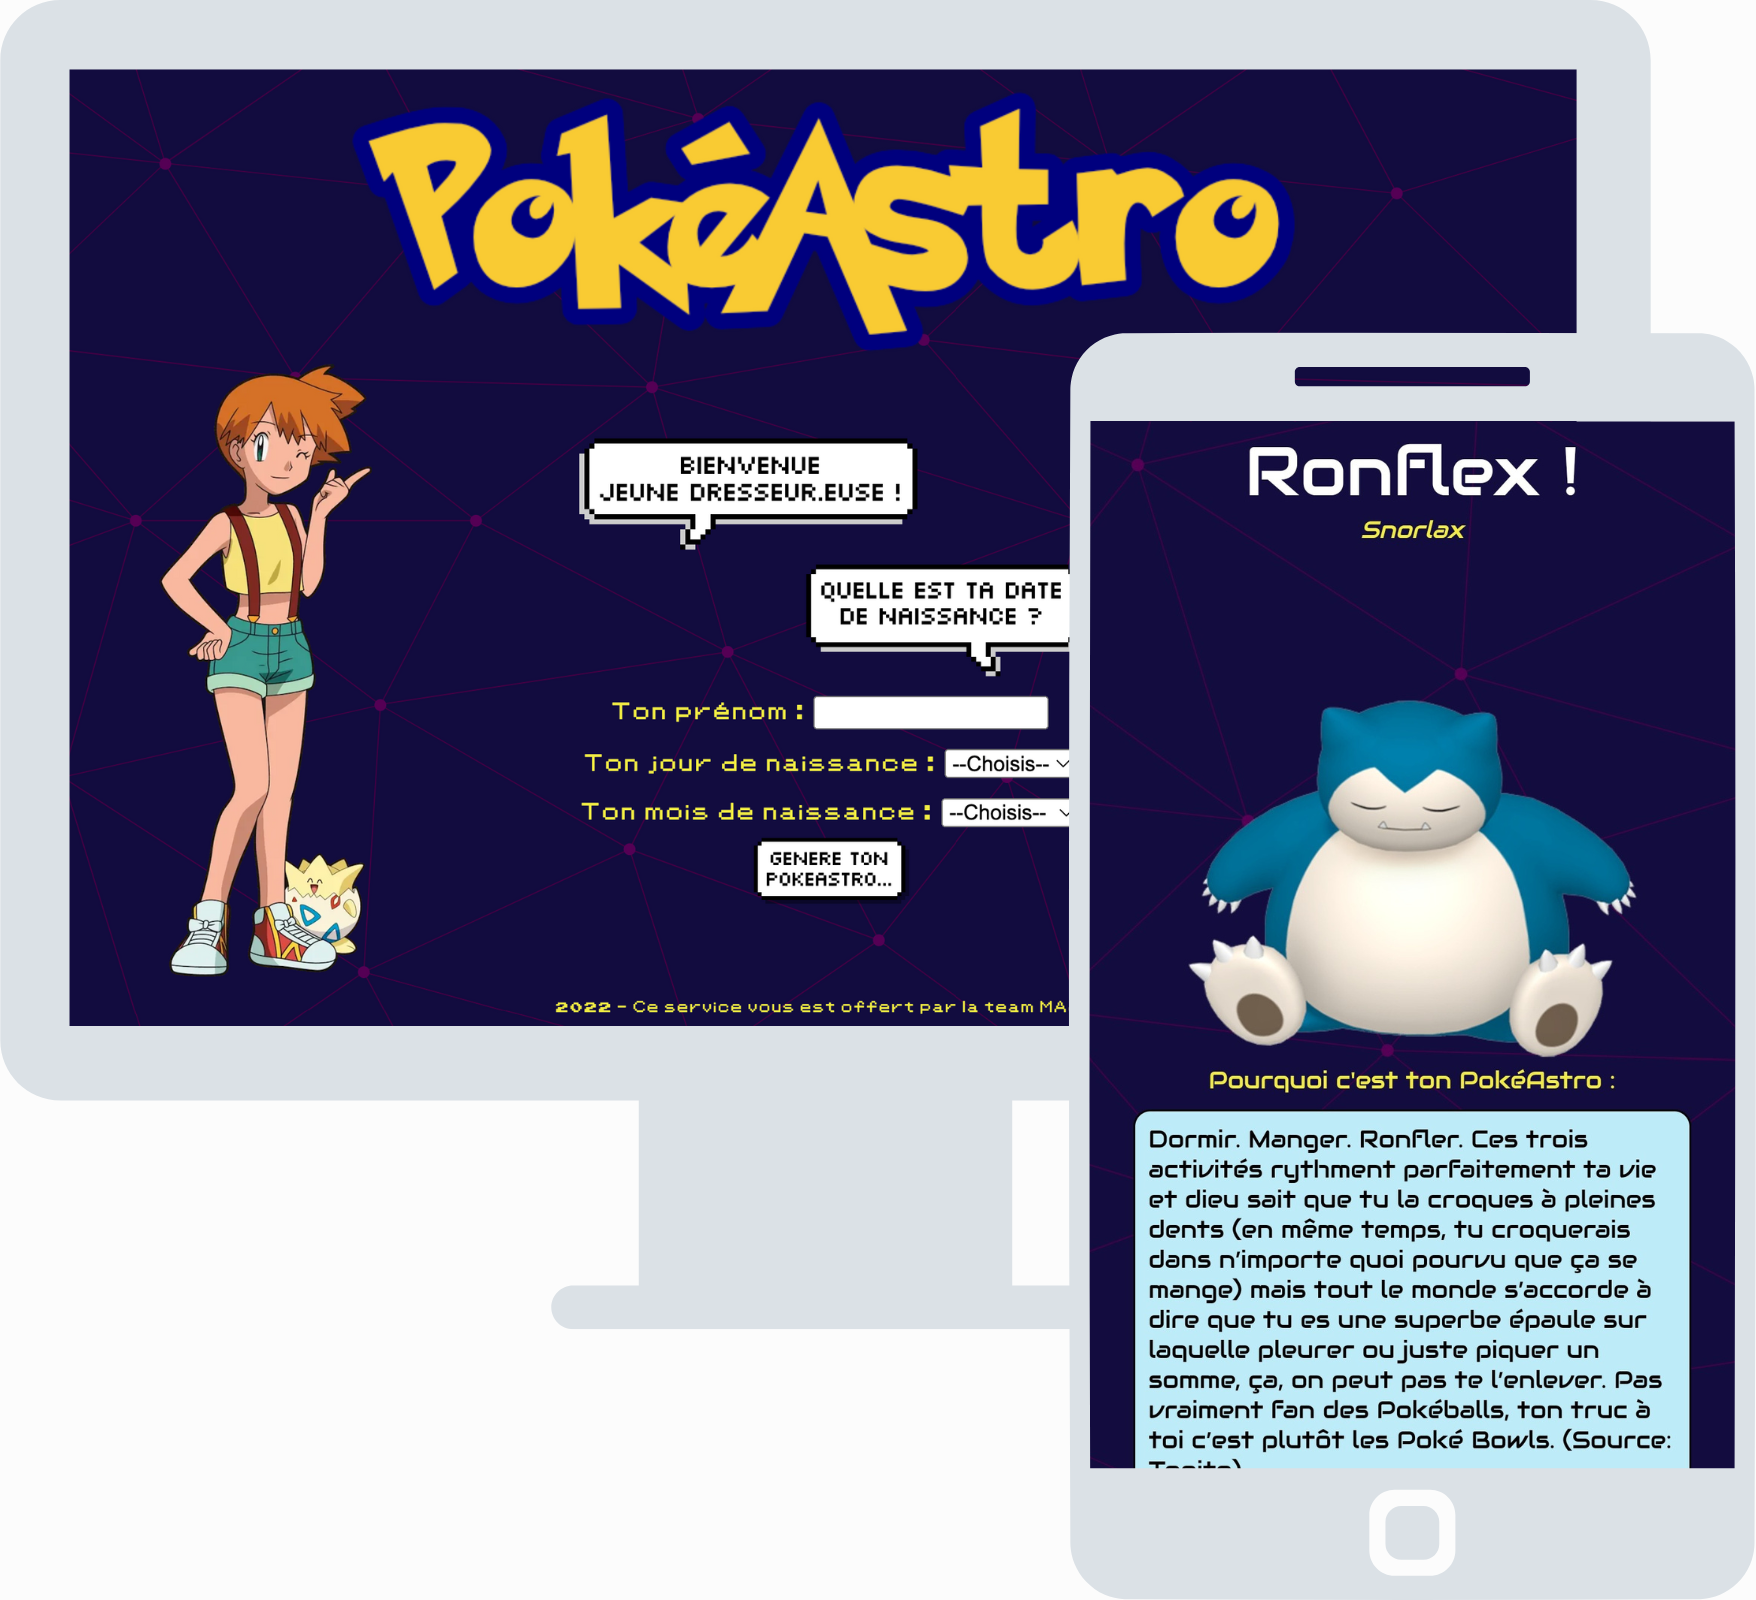 PokéAstro
BIENVENUE
JEUNE DRESSEUR.EUSE !
QUELLE EST TA DATE
DE NAISSANCE ?
Ton prénom :
Ton jour de naissance : --Choisis--
Ton mois de naissance : --Choisis--
GENERE TON
POKEASTRO...
2022 - Ce service vous est offert par la team MA
Ronflex !
Snorlax
Pourquoi c'est ton PokéAstro :
Dormir. Manger. Ronfler. Ces trois
activités rythment parfaitement ta vie
et dieu sait que tu la croques à pleines
dents (en même temps, tu croquerais
dans n’importe quoi pourvu que ça se
mange) mais tout le monde s’accorde à
dire que tu es une superbe épaule sur
laquelle pleurer ou juste piquer un
somme, ça, on peut pas te l’enlever. Pas
vraiment fan des Pokéballs, ton truc à
toi c’est plutôt les Poké Bowls. (Source: